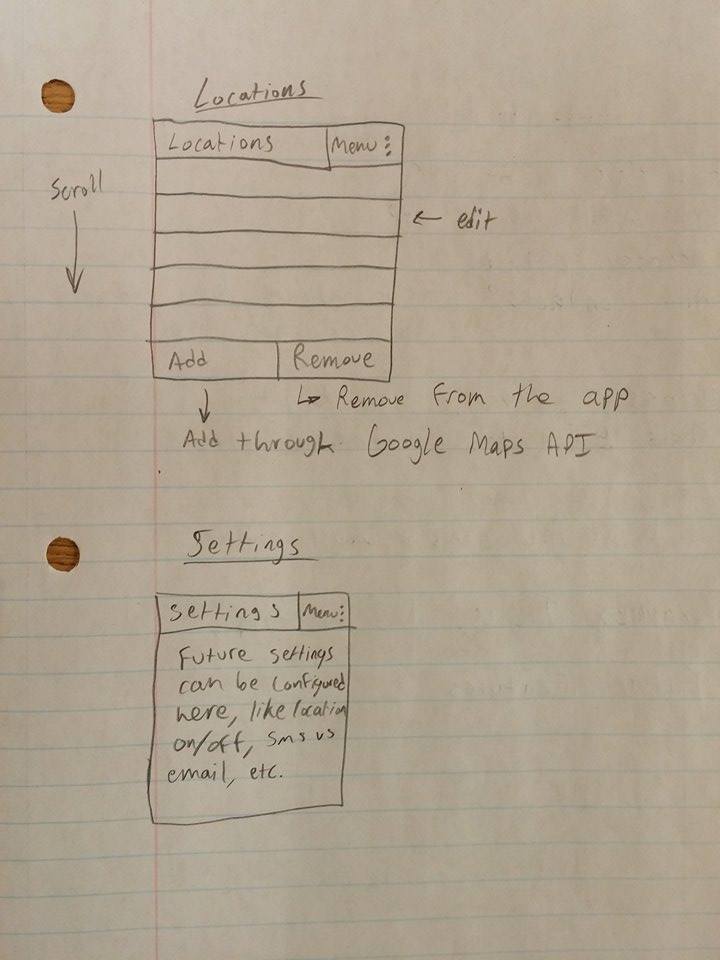 Locations
Locations Menu
Scroll
← edit
Add Remove
↳ Remove from the app
Add through Google Maps API
Settings
Settings Menu
Future settings
can be configured
here, like location
on/off, sms vs
email, etc.